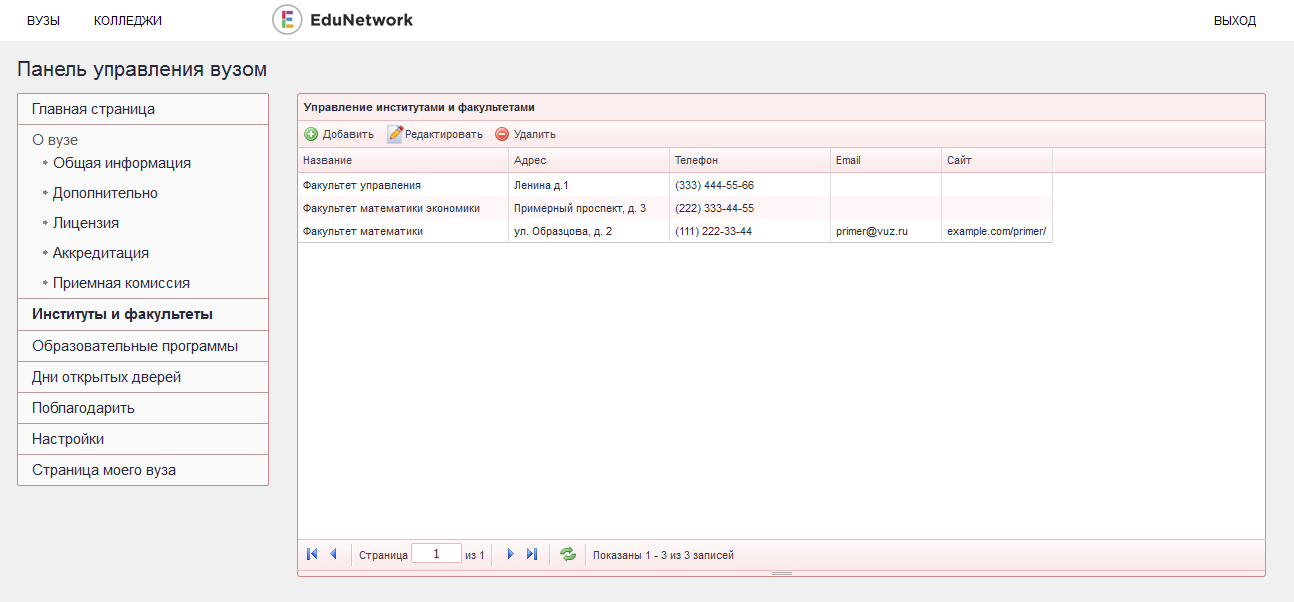 ВУЗЫ КОЛЛЕДЖИ EduNetwork ВЫХОД
Панель управления вузом
Главная страница
О вузе
Общая информация
Дополнительно
Лицензия
Аккредитация
Приемная комиссия
Институты и факультеты
Образовательные программы
Дни открытых дверей
Поблагодарить
Настройки
Страница моего вуза
Управление институтами и факультетами
Добавить Редактировать Удалить
Название Адрес Телефон Email Сайт
Факультет управления Ленина д.1 (333) 444-55-66
Факультет математики экономики Примерный проспект, д. 3 (222) 333-44-55
Факультет математики ул. Образцова, д. 2 (111) 222-33-44 primer@vuz.ru example.com/primer/
Страница 1 из 1 Показаны 1 - 3 из 3 записей